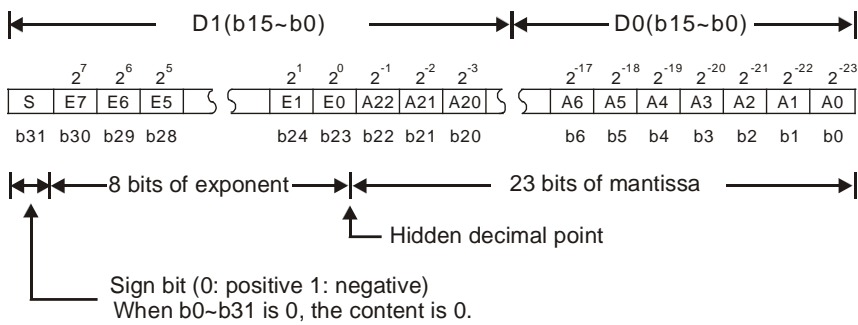 D1(b15~b0) D0(b15~b0)
2^7 2^6 2^5 2^1 2^0 2^-1 2^-2 2^-3 2^-17 2^-18 2^-19 2^-20 2^-21 2^-22 2^-23
S E7 E6 E5 E1 E0 A22 A21 A20 A6 A5 A4 A3 A2 A1 A0
b31 b30 b29 b28 b24 b23 b22 b21 b20 b6 b5 b4 b3 b2 b1 b0
8 bits of exponent 23 bits of mantissa
Hidden decimal point
Sign bit (0: positive 1: negative)
When b0~b31 is 0, the content is 0.